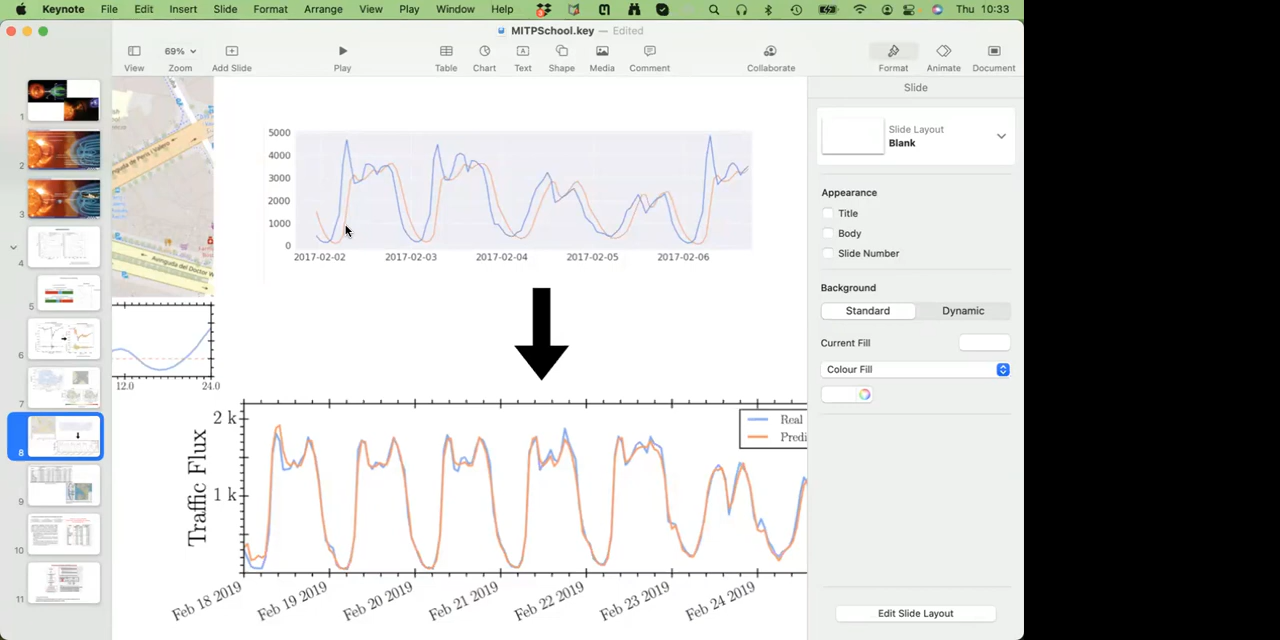 Keynote File Edit Insert Slide Format Arrange View Play Window Help Thu 10:33
MITPSchool.key — Edited
69%
View Zoom Add Slide Play Table Chart Text Shape Media Comment Collaborate Format Animate Document
Slide
Slide Layout
Blank
Appearance
Title
Body
Slide Number
Background
Standard Dynamic
Current Fill
Colour Fill
Edit Slide Layout
1
2
3
4
5
6
7
8
9
10
11
Avenguda del Doctor W
12.0 24.0
5000
4000
3000
2000
1000
0
2017-02-02 2017-02-03 2017-02-04 2017-02-05 2017-02-06
2 k
1 k
Traffic Flux
Real
Predi
Feb 18 2019 Feb 19 2019 Feb 20 2019 Feb 21 2019 Feb 22 2019 Feb 23 2019 Feb 24 2019